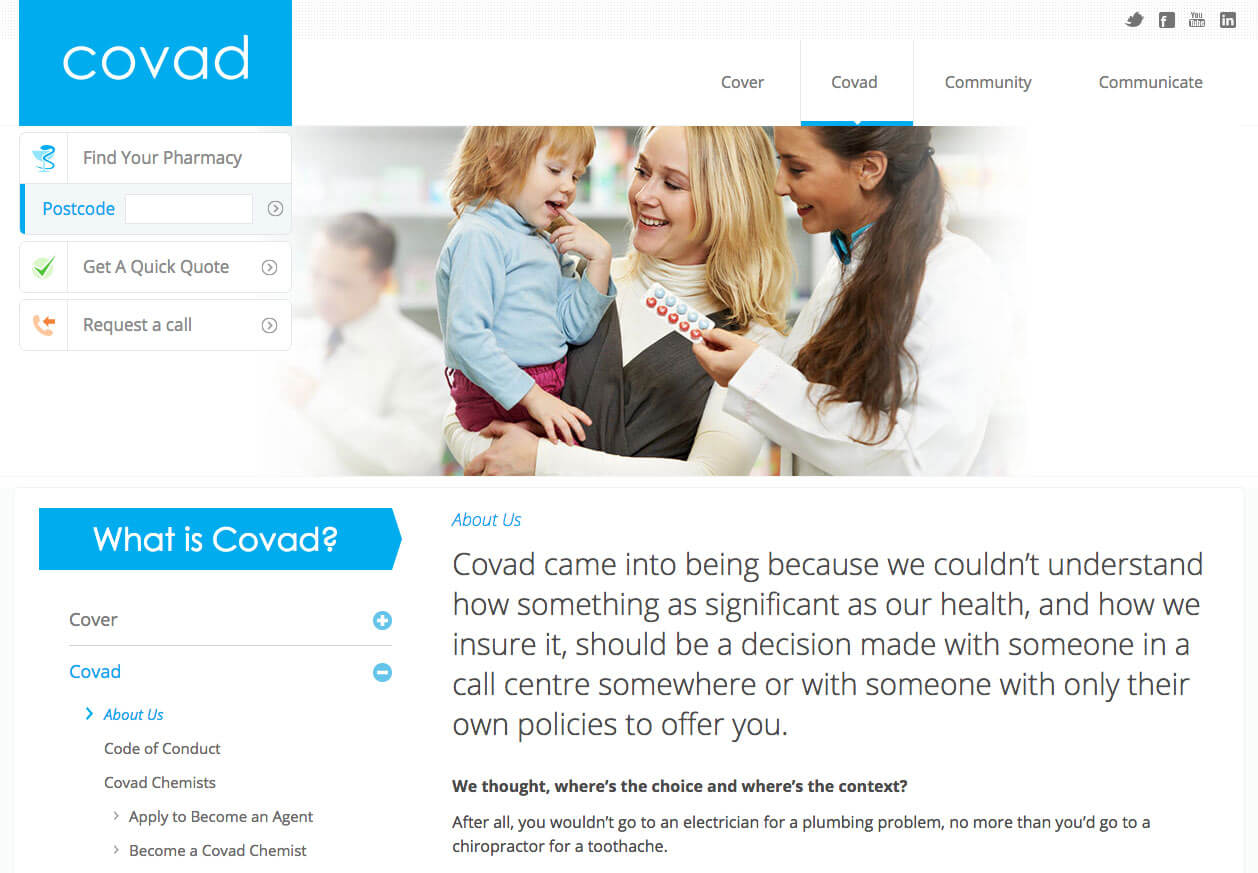 covad
You
Tube
f
in
Cover
Covad
Community
Communicate
Find Your Pharmacy
Postcode
Get A Quick Quote
Request a call
What is Covad?
Cover
Covad
About Us
Code of Conduct
Covad Chemists
Apply to Become an Agent
Become a Covad Chemist
About Us
Covad came into being because we couldn’t understand
how something as significant as our health, and how we
insure it, should be a decision made with someone in a
call centre somewhere or with someone with only their
own policies to offer you.
We thought, where’s the choice and where’s the context?
After all, you wouldn’t go to an electrician for a plumbing problem, no more than you’d go to a
chiropractor for a toothache.